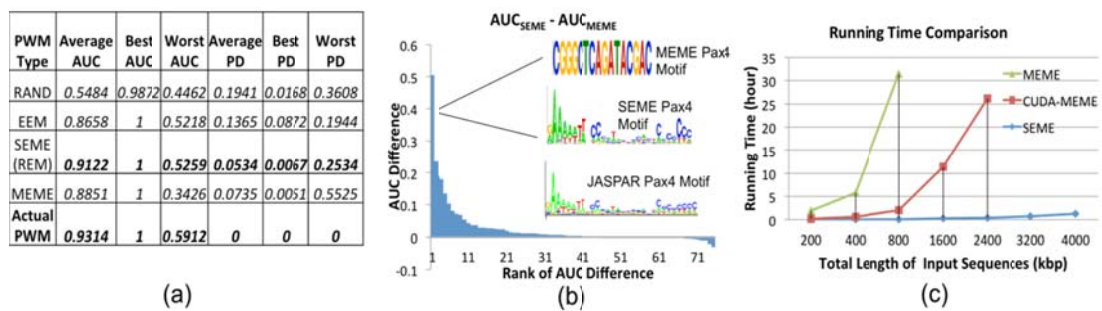 PWM Type Average AUC Best AUC Worst AUC Average PD Best PD Worst PD
RAND 0.5484 0.9872 0.4462 0.1941 0.0168 0.3608
EEM 0.8658 1 0.5218 0.1365 0.0872 0.1944
SEME (REM) 0.9122 1 0.5259 0.0534 0.0067 0.2534
MEME 0.8851 1 0.3426 0.0735 0.0051 0.5525
Actual PWM 0.9314 1 0.5912 0 0 0
(a)
AUC_SEME - AUC_MEME
AUC Difference
0.6
0.5
0.4
0.3
0.2
0.1
0
-0.1
1 11 21 31 41 51 61 71
Rank of AUC Difference
CGGGCTCAGATACGAC
MEME Pax4
Motif
SEME Pax4
Motif
JASPAR Pax4 Motif
(b)
Running Time Comparison
Running Time (hour)
35
30
25
20
15
10
5
0
MEME
CUDA-MEME
SEME
200 400 800 1600 2400 3200 4000
Total Length of Input Sequences (kbp)
(c)